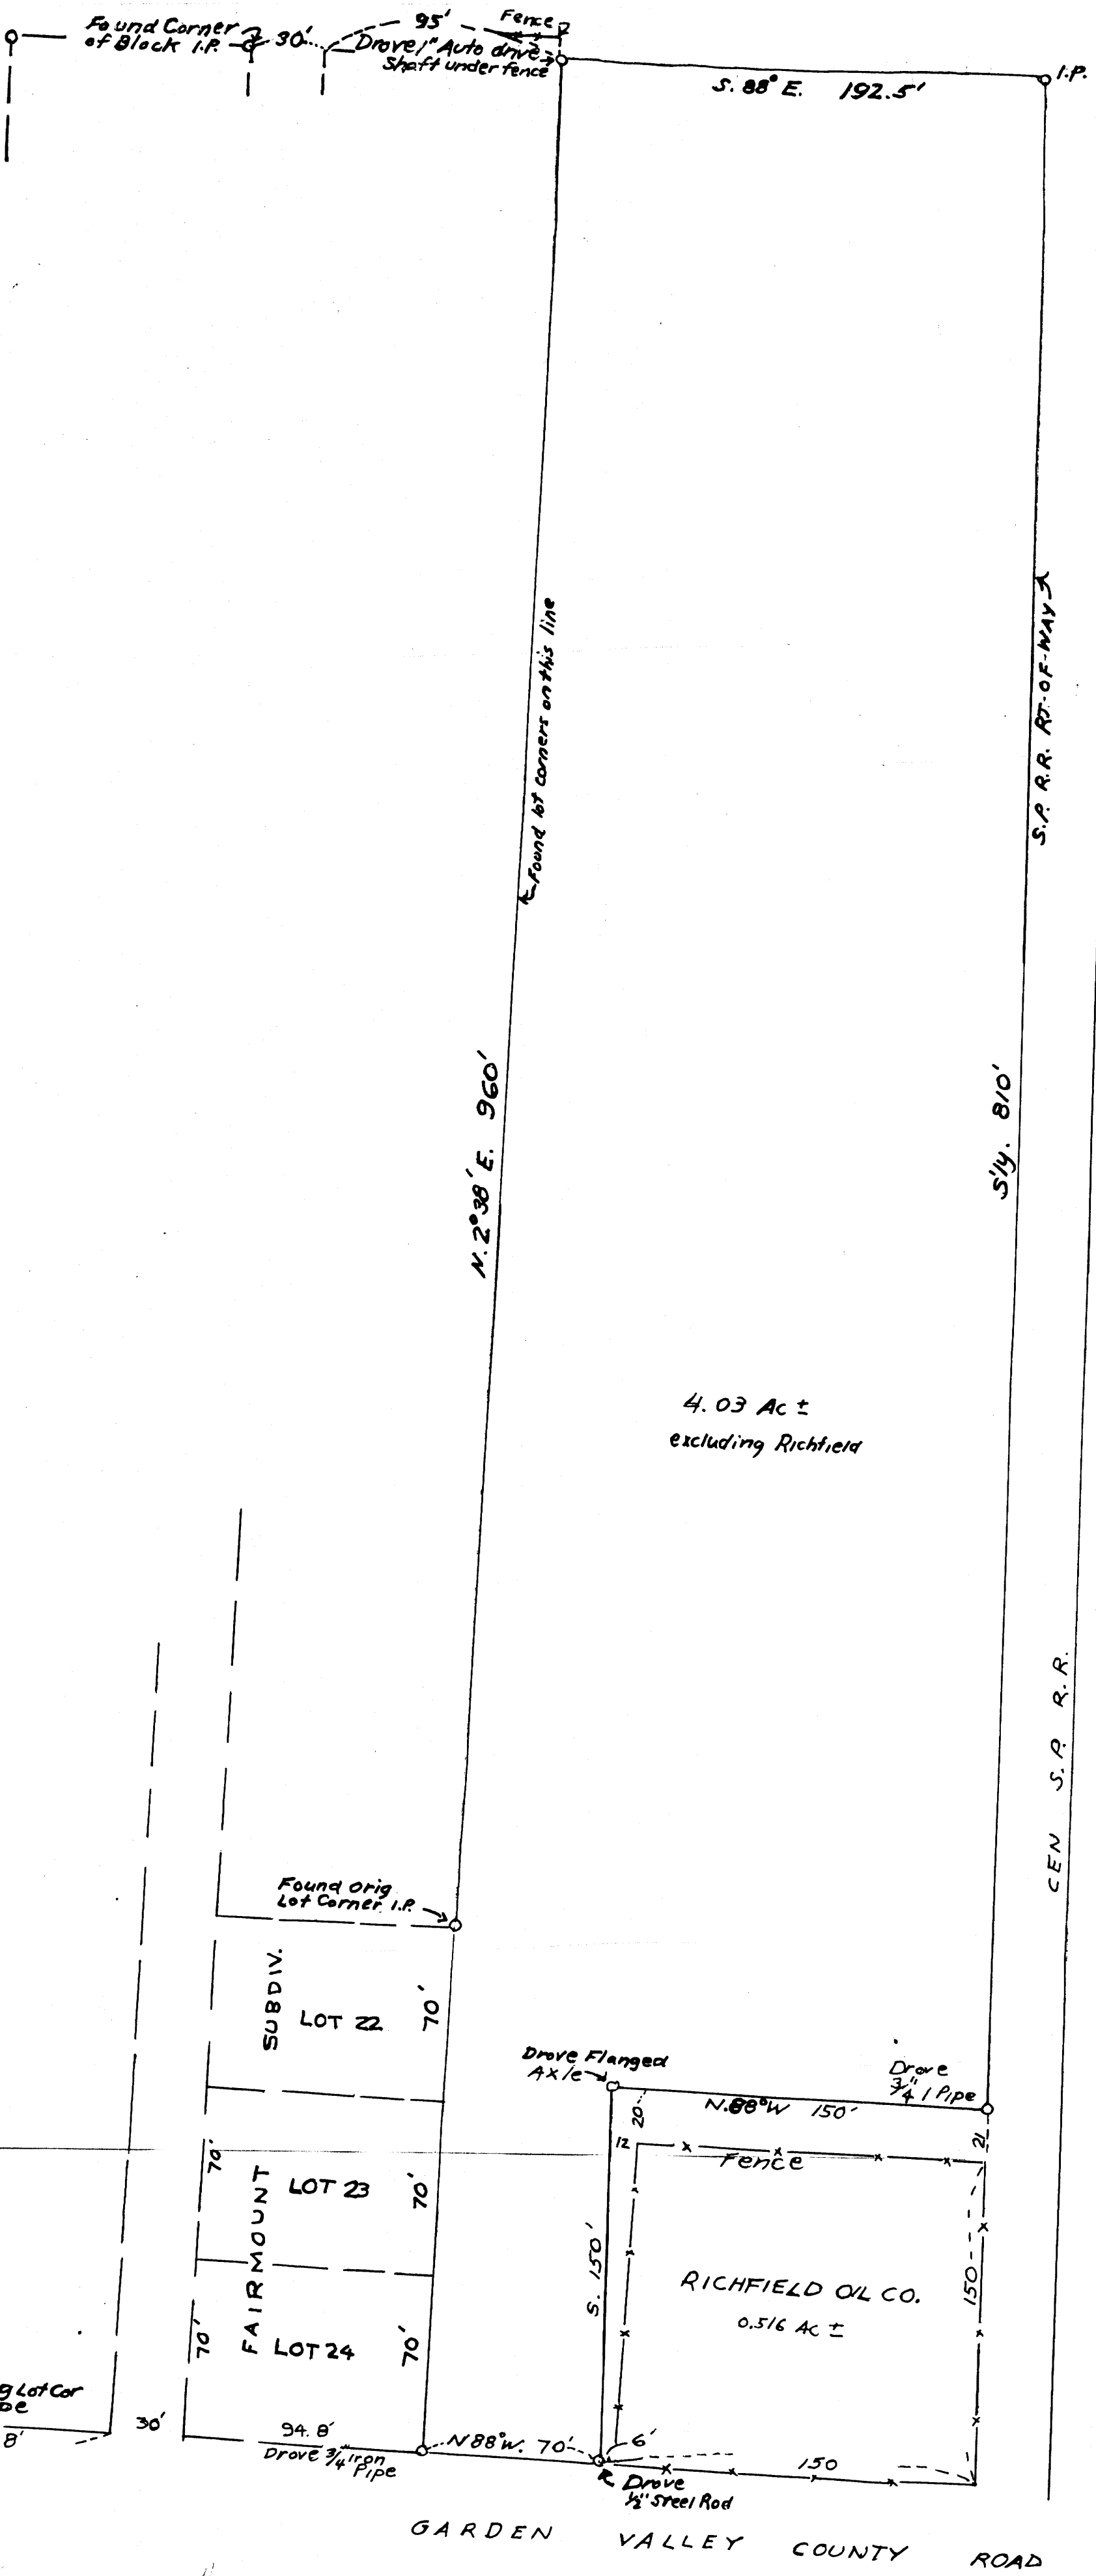 Found Corner
of Block I.P.
30'
95'
Fence
Drove 1" Auto drive
Shaft under fence
S. 88° E. 192.5'
I.P.
Found lot corners on this line
S.P. R.R. RT-OF-WAY
N. 2°38' E. 960'
S'ly. 810'
4.03 Ac ±
excluding Richfield
CEN S.P. R.R.
Found Orig
Lot Corner I.P.
SUBDIV.
LOT 22
70'
Drove Flanged
Axle
Drove
3/4" I Pipe
N.88°W 150'
20
12
21
Fence
70'
FAIRMOUNT
LOT 23
70'
S. 150'
RICHFIELD OIL CO.
0.516 Ac ±
150
70'
LOT 24
70'
g Lot Cor
pe
8'
30'
94.8'
Drove 3/4 Iron
Pipe
N88°W. 70'
6'
150
R Drove
1/2" Steel Rod
GARDEN VALLEY COUNTY ROAD